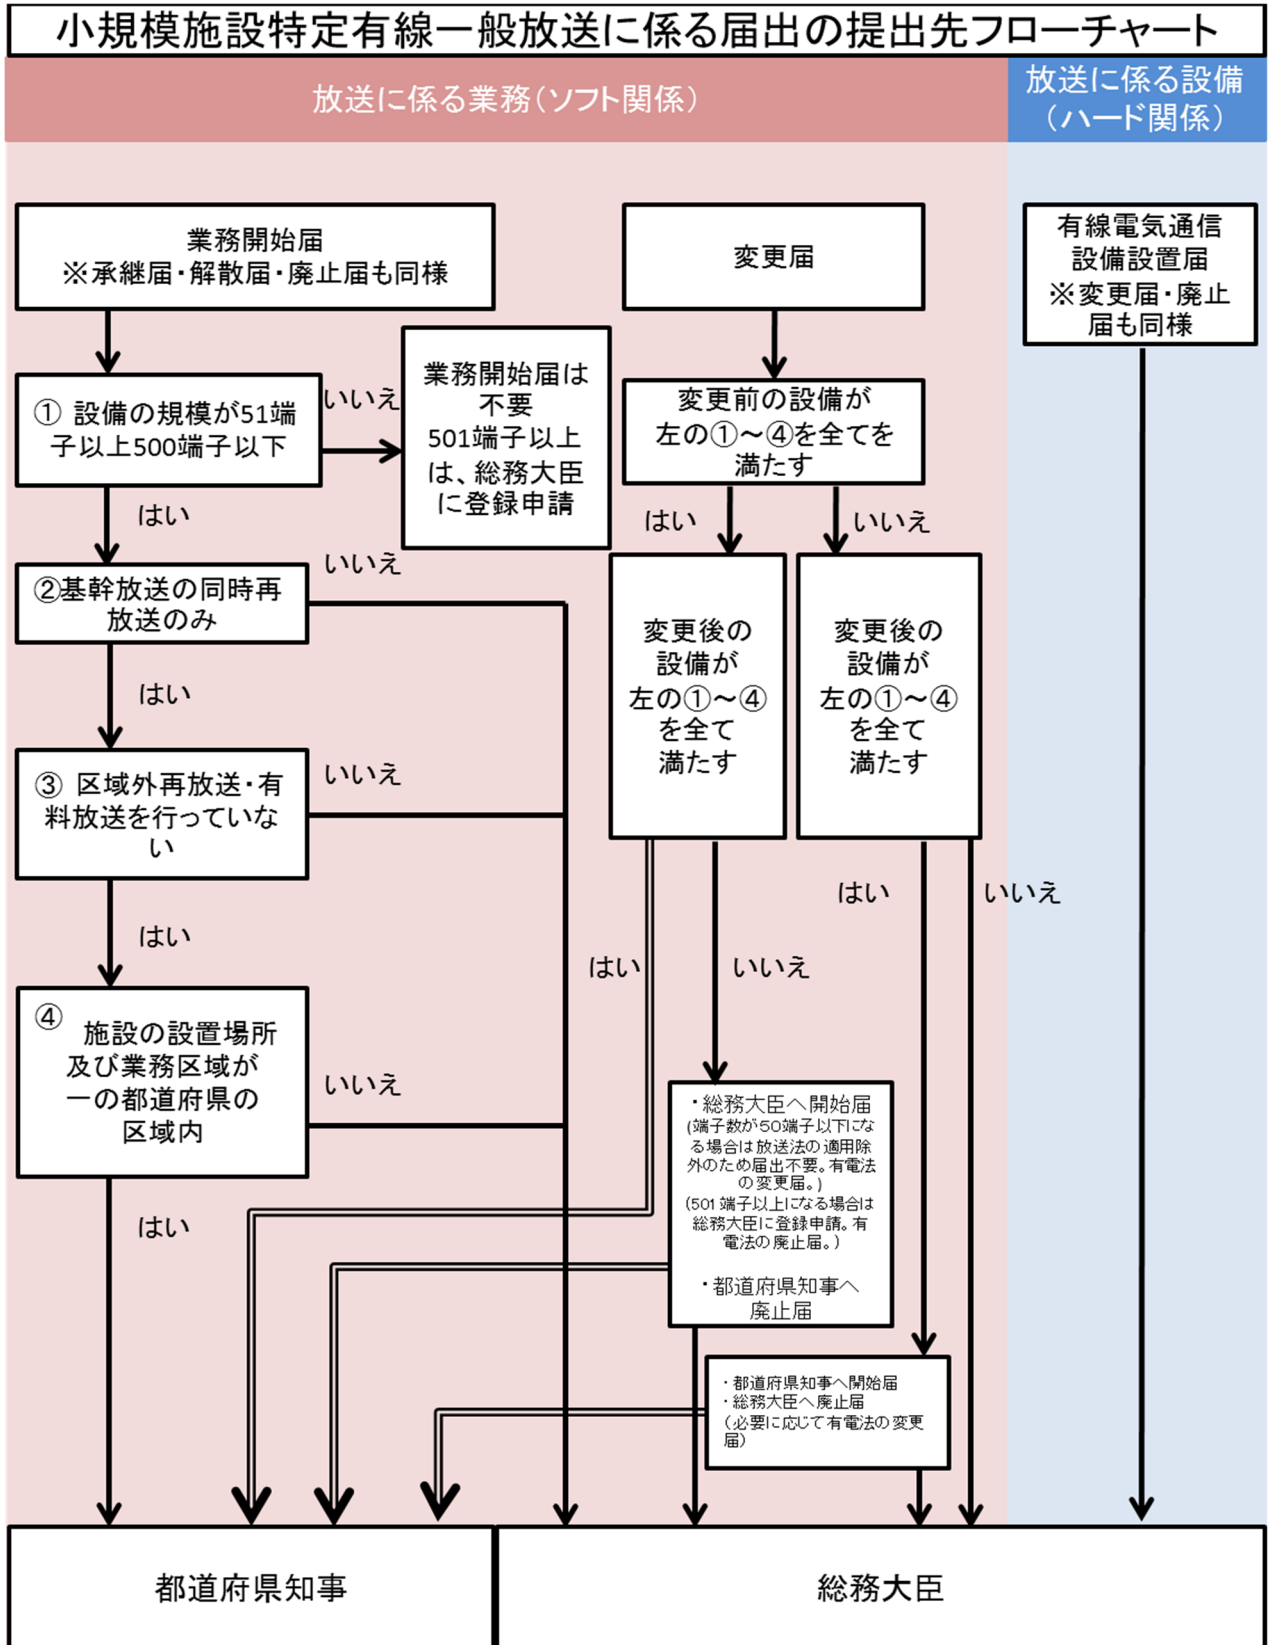 小規模施設特定有線一般放送に係る届出の提出先フローチャート
放送に係る業務(ソフト関係)
放送に係る設備
(ハード関係)
業務開始届
※承継届・解散届・廃止届も同様
変更届
有線電気通信
設備設置届
※変更届・廃止
届も同様
① 設備の規模が51端
子以上500端子以下
いいえ
業務開始届は
不要
501端子以上
は、総務大臣
に登録申請
変更前の設備が
左の①～④を全てを
満たす
はい
はい
いいえ
②基幹放送の同時再
放送のみ
いいえ
変更後の
設備が
左の①～④
を全て
満たす
変更後の
設備が
左の①～④
を全て
満たす
はい
③ 区域外再放送・有
料放送を行っていな
い
いいえ
はい
はい
いいえ
はい
いいえ
④
施設の設置場所
及び業務区域が
一の都道府県の
区域内
いいえ
はい
・総務大臣へ開始届
(端子数が50端子以下にな
る場合は放送法の適用除
外のため届出不要。有電法
の変更届。)
(501端子以上になる場合は
総務大臣に登録申請。有
電法の廃止届。)
・都道府県知事へ
廃止届
・都道府県知事へ開始届
・総務大臣へ廃止届
(必要に応じて有電法の変更
届)
都道府県知事
総務大臣